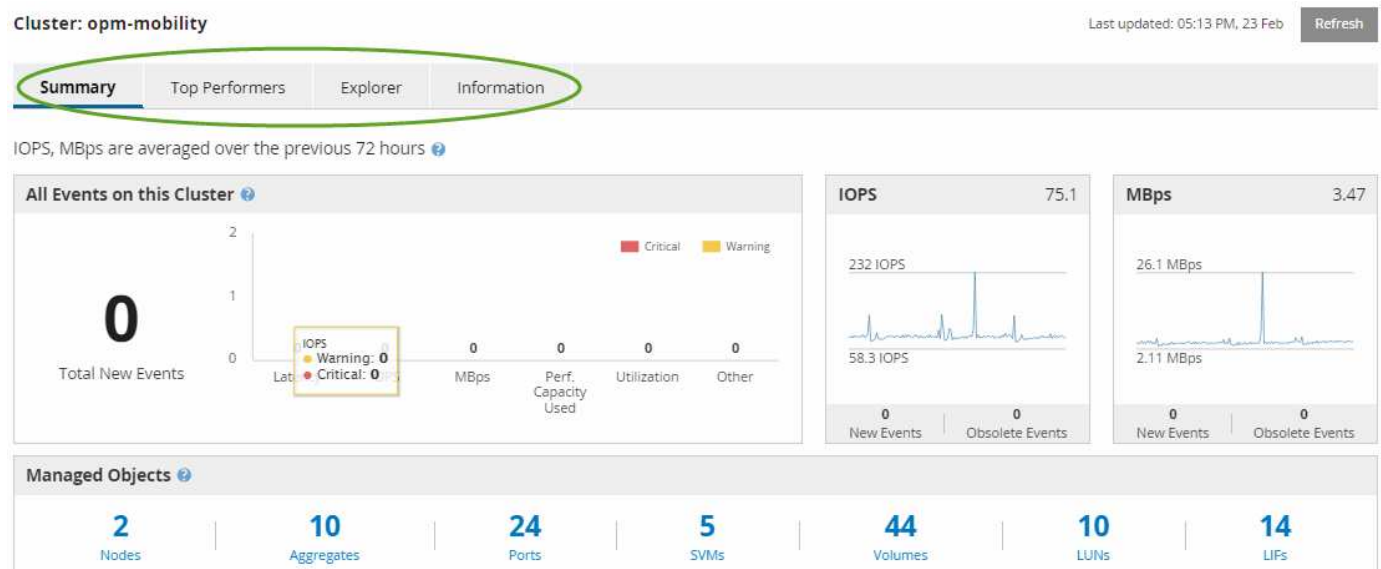 Cluster: opm-mobility
Last updated: 05:13 PM, 23 Feb
Refresh
Summary
Top Performers
Explorer
Information
IOPS, MBps are averaged over the previous 72 hours
All Events on this Cluster
0
Total New Events
2
1
0
Critical
Warning
IOPS
Warning: 0
Critical: 0
0
0
0
0
MBps
Perf.
Capacity
Used
Utilization
Other
IOPS 75.1
232 IOPS
58.3 IOPS
0
New Events
0
Obsolete Events
MBps 3.47
26.1 MBps
2.11 MBps
0
New Events
0
Obsolete Events
Managed Objects
2
Nodes
10
Aggregates
24
Ports
5
SVMs
44
Volumes
10
LUNs
14
LIFs